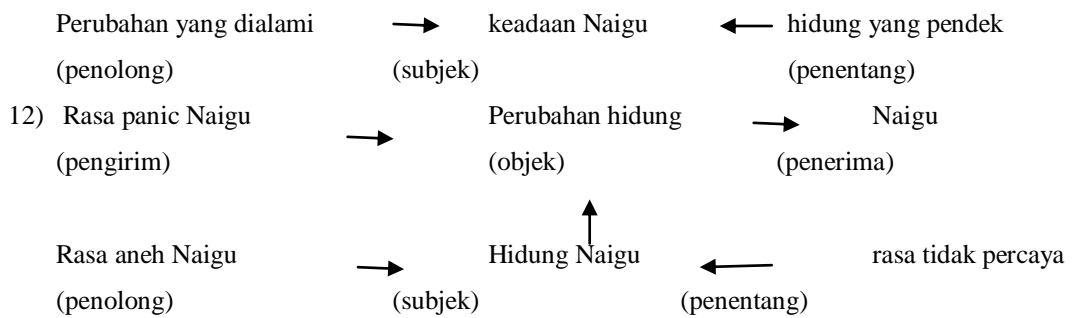 Perubahan yang dialami keadaan Naigu hidung yang pendek
(penolong) (subjek) (penentang)
12) Rasa panic Naigu Perubahan hidung Naigu
(pengirim) (objek) (penerima)
Rasa aneh Naigu Hidung Naigu rasa tidak percaya
(penolong) (subjek) (penentang)